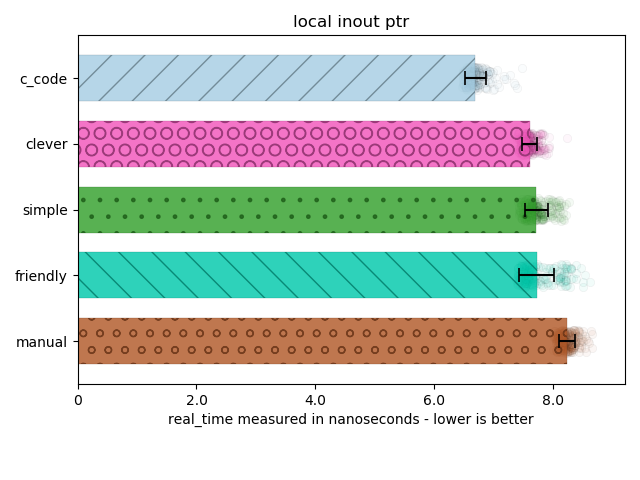 local inout ptr
c_code
clever
simple
friendly
manual
0 2.0 4.0 6.0 8.0
real_time measured in nanoseconds - lower is better